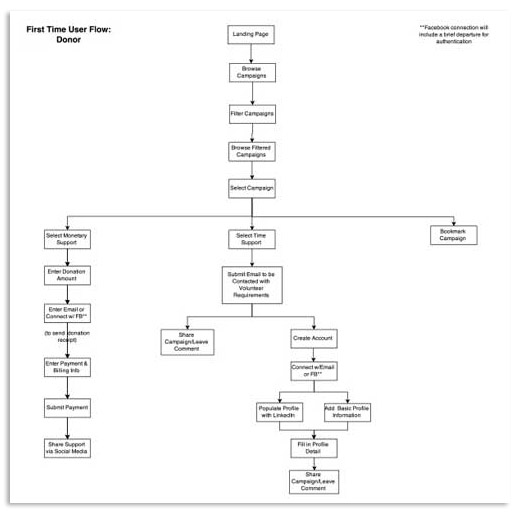 First Time User Flow:
Donor
**Facebook connection will
include a brief departure for
authentication
Landing Page
Browse
Campaigns
Filter Campaigns
Browse Filtered
Campaigns
Select Campaign
Select Monetary
Support
Select Time
Support
Bookmark
Campaign
Enter Donation
Amount
Submit Email to be
Contacted with
Volunteer
Requirements
Enter Email or
Connect w/ FB**
(to send donation
receipt)
Share
Campaign/Leave
Comment
Create Account
Enter Payment &
Billing Info
Connect w/Email
or FB**
Submit Payment
Populate Profile
with LinkedIn
Add Basic Profile
Information
Share Support
via Social Media
Fill in Profile
Detail
Share
Campaign/Leave
Comment